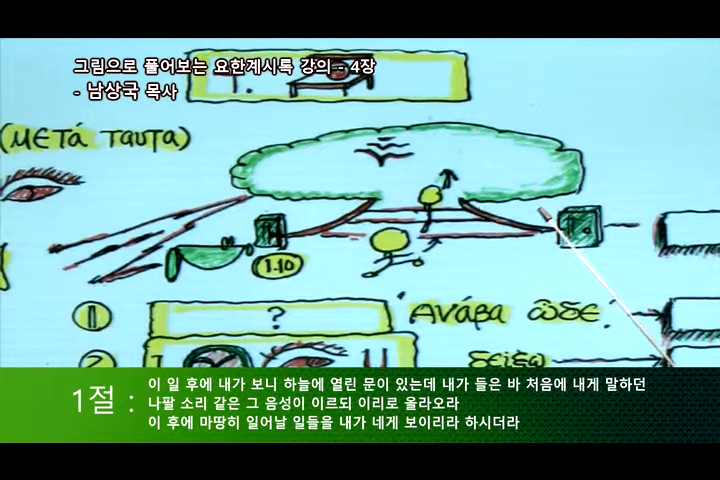 그림으로 풀어보는 요한계시록 강의 - 4장
- 남상국 목사
(ΜΕΤά ταυτα)
1.10
① ? 'Ανάβα ὧδε.'
② δείξω
1절 : 이 일 후에 내가 보니 하늘에 열린 문이 있는데 내가 들은 바 처음에 내게 말하던
나팔 소리 같은 그 음성이 이르되 이리로 올라오라
이 후에 마땅히 일어날 일들을 내가 네게 보이리라 하시더라